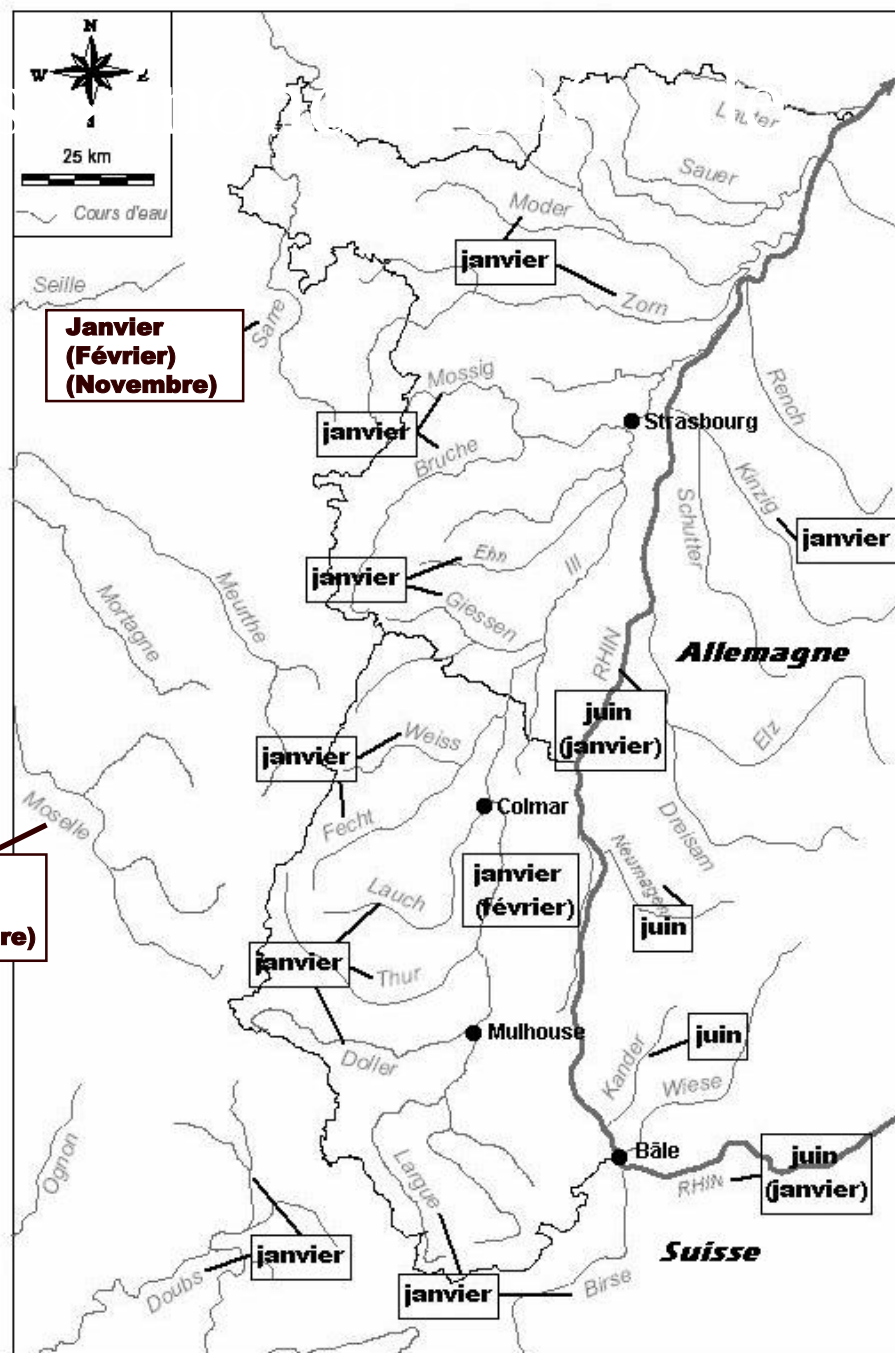 N
W
25 km
Cours d'eau
Lauter
Sauer
Moder
janvier
Zorn
Seille
Sarre
Janvier
(Février)
(Novembre)
Mossig
janvier
Bruche
Strasbourg
Rench
Kinzig
Schutter
janvier
Ehn
janvier
Giessen
Ill
Meurthe
Mortagne
RHIN
Allemagne
juin
(janvier)
Elz
Weiss
janvier
Fecht
Colmar
Moselle
Dreisam
Neumagen
janvier
(février)
juin
re)
Lauch
janvier
Thur
Mulhouse
Doller
juin
Kander
Wiese
Ognon
Bâle
juin
(janvier)
RHIN
Largue
janvier
Doubs
Suisse
janvier
Birse